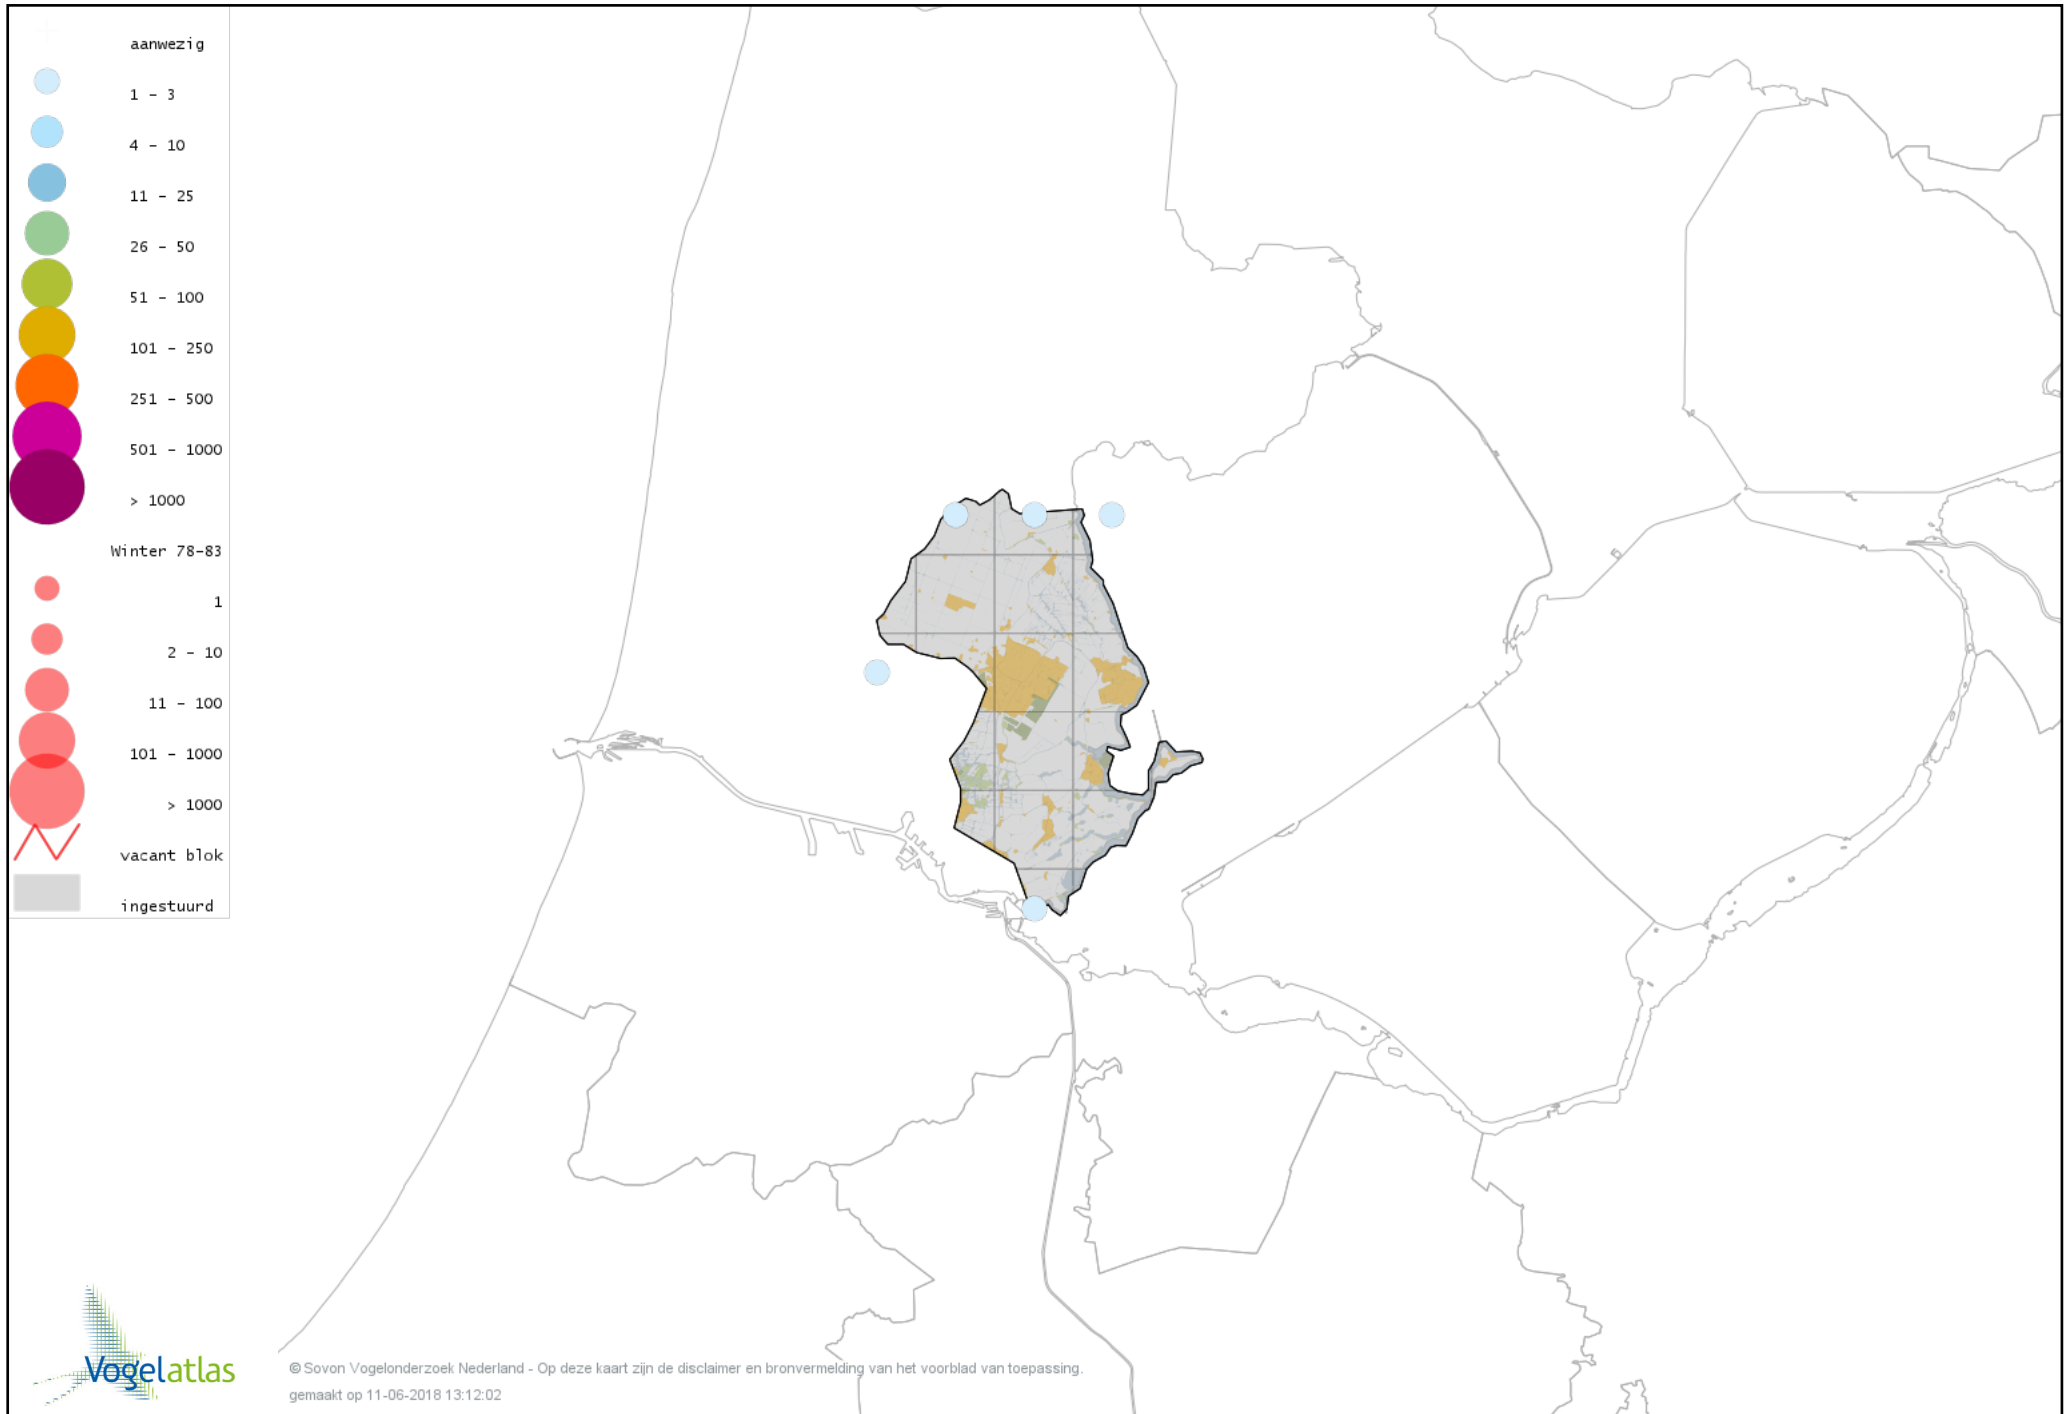 aanwezig
1 - 3
4 - 10
11 - 25
26 - 50
51 - 100
101 - 250
251 - 500
501 - 1000
> 1000
Winter 78-83
1
2 - 10
11 - 100
101 - 1000
> 1000
vacant blok
ingestuurd
Vogelatlas
© Sovon Vogelonderzoek Nederland - Op deze kaart zijn de disclaimer en bronvermelding van het voorblad van toepassing.
gemaakt op 11-06-2018 13:12:02